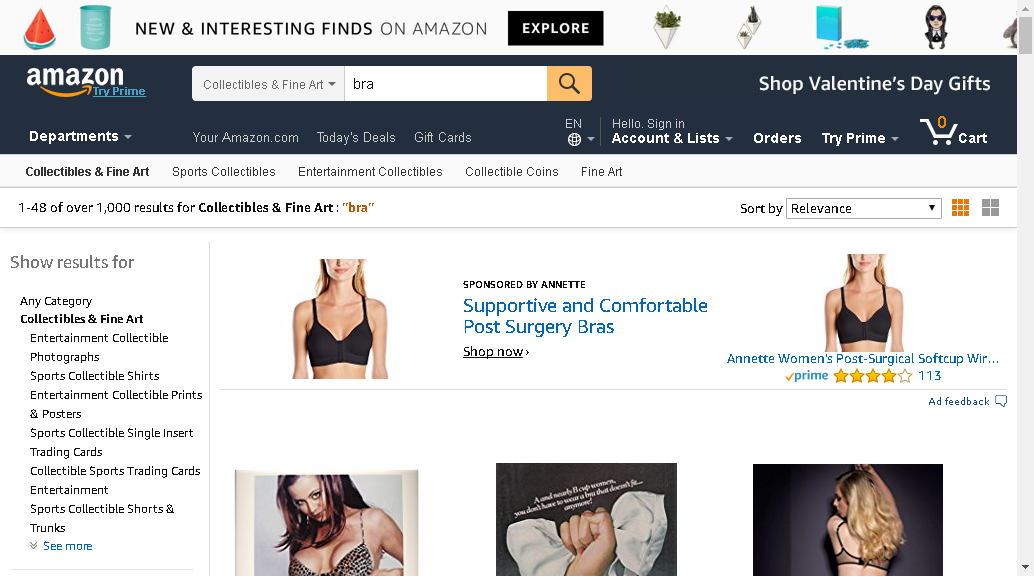 NEW & INTERESTING FINDS ON AMAZON EXPLORE
amazon
Try Prime
Collectibles & Fine Art
bra
Shop Valentine's Day Gifts
Departments
Your Amazon.com
Today's Deals
Gift Cards
EN
Hello. Sign in
Account & Lists
Orders
Try Prime
0
Cart
Collectibles & Fine Art
Sports Collectibles
Entertainment Collectibles
Collectible Coins
Fine Art
1-48 of over 1,000 results for Collectibles & Fine Art : "bra"
Sort by Relevance
Show results for
Any Category
Collectibles & Fine Art
Entertainment Collectible
Photographs
Sports Collectible Shirts
Entertainment Collectible Prints
& Posters
Sports Collectible Single Insert
Trading Cards
Collectible Sports Trading Cards
Entertainment
Sports Collectible Shorts &
Trunks
See more
SPONSORED BY ANNETTE
Supportive and Comfortable
Post Surgery Bras
Shop now ›
Annette Women's Post-Surgical Softcup Wir...
prime 113
Ad feedback
A and nearly B cup women,
you don't have to wear a bra that doesn't fit...
anymore!